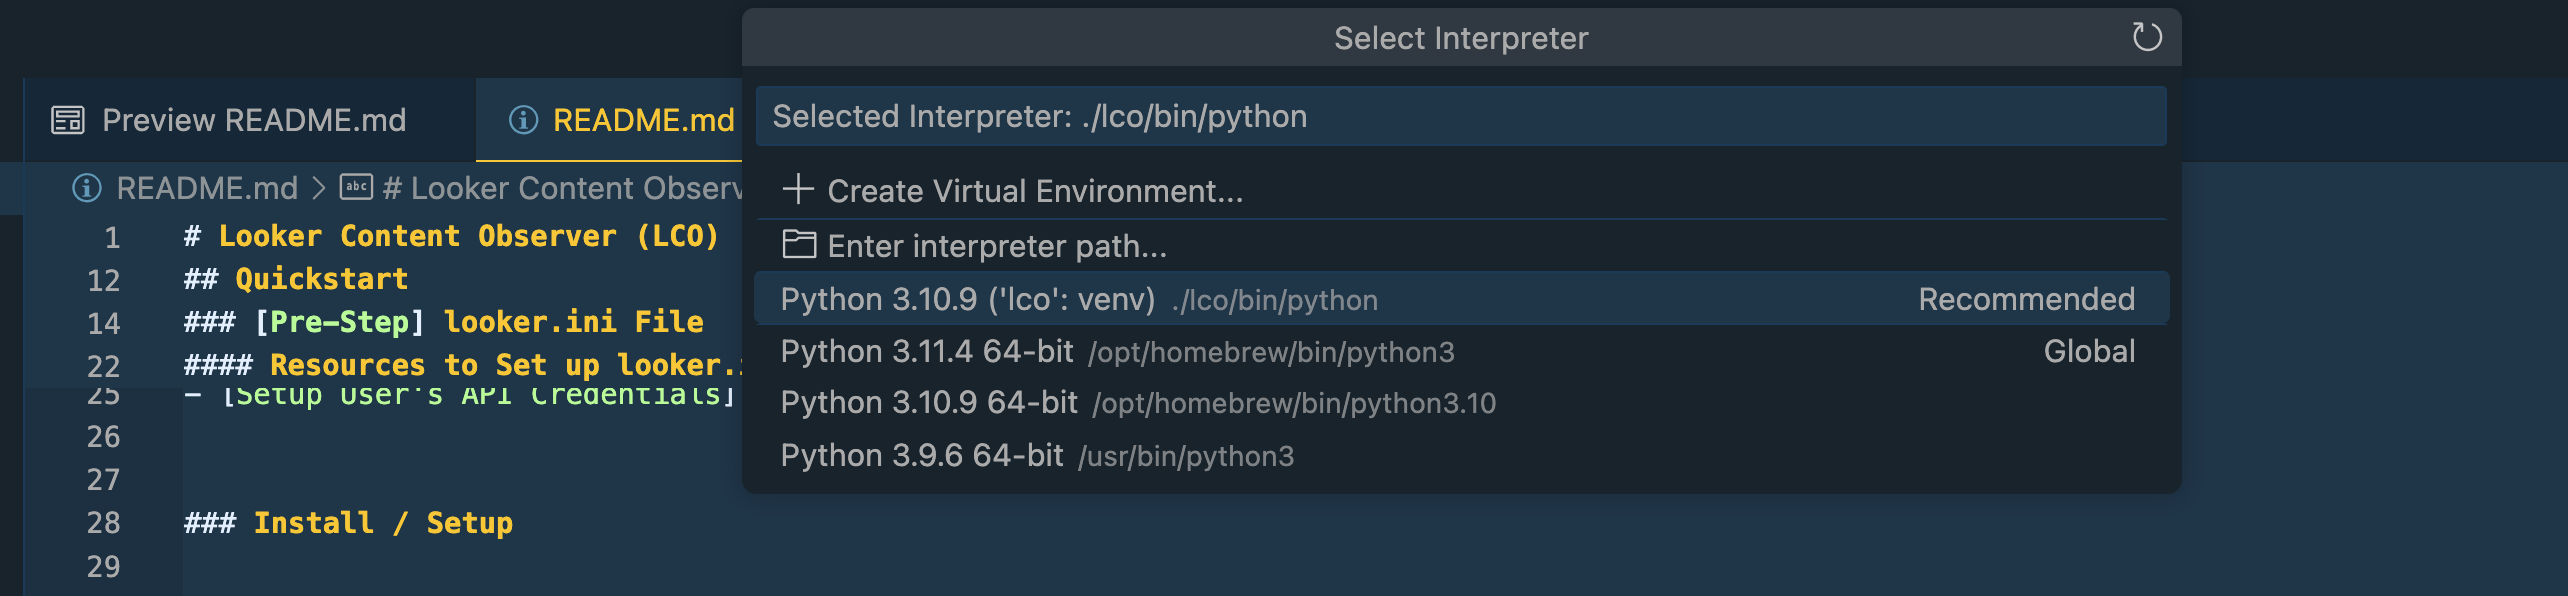 Select Interpreter
Preview README.md
README.md
Selected Interpreter: ./lco/bin/python
README.md > # Looker Content Observ
Create Virtual Environment...
Enter interpreter path...
Python 3.10.9 ('lco': venv) ./lco/bin/python Recommended
Python 3.11.4 64-bit /opt/homebrew/bin/python3 Global
Python 3.10.9 64-bit /opt/homebrew/bin/python3.10
Python 3.9.6 64-bit /usr/bin/python3
1 # Looker Content Observer (LCO)
12 ## Quickstart
14 ### [Pre-Step] looker.ini File
22 #### Resources to Set up looker.
25 - [Setup user's API Credentials]
26
27
28 ### Install / Setup
29